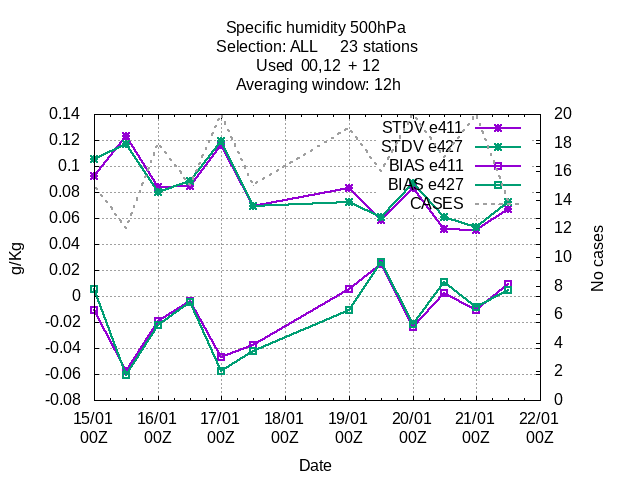 Specific humidity 500hPa
Selection: ALL     23 stations
Used  00,12  + 12
Averaging window: 12h
0.14
0.12
0.1
0.08
0.06
0.04
0.02
0
-0.02
-0.04
-0.06
-0.08
g/Kg
STDV e411
STDV e427
BIAS e411
BIAS e427
CASES
20
18
16
14
12
10
8
6
4
2
0
No cases
15/01 16/01 17/01 18/01 19/01 20/01 21/01 22/01
00Z 00Z 00Z 00Z 00Z 00Z 00Z 00Z
Date